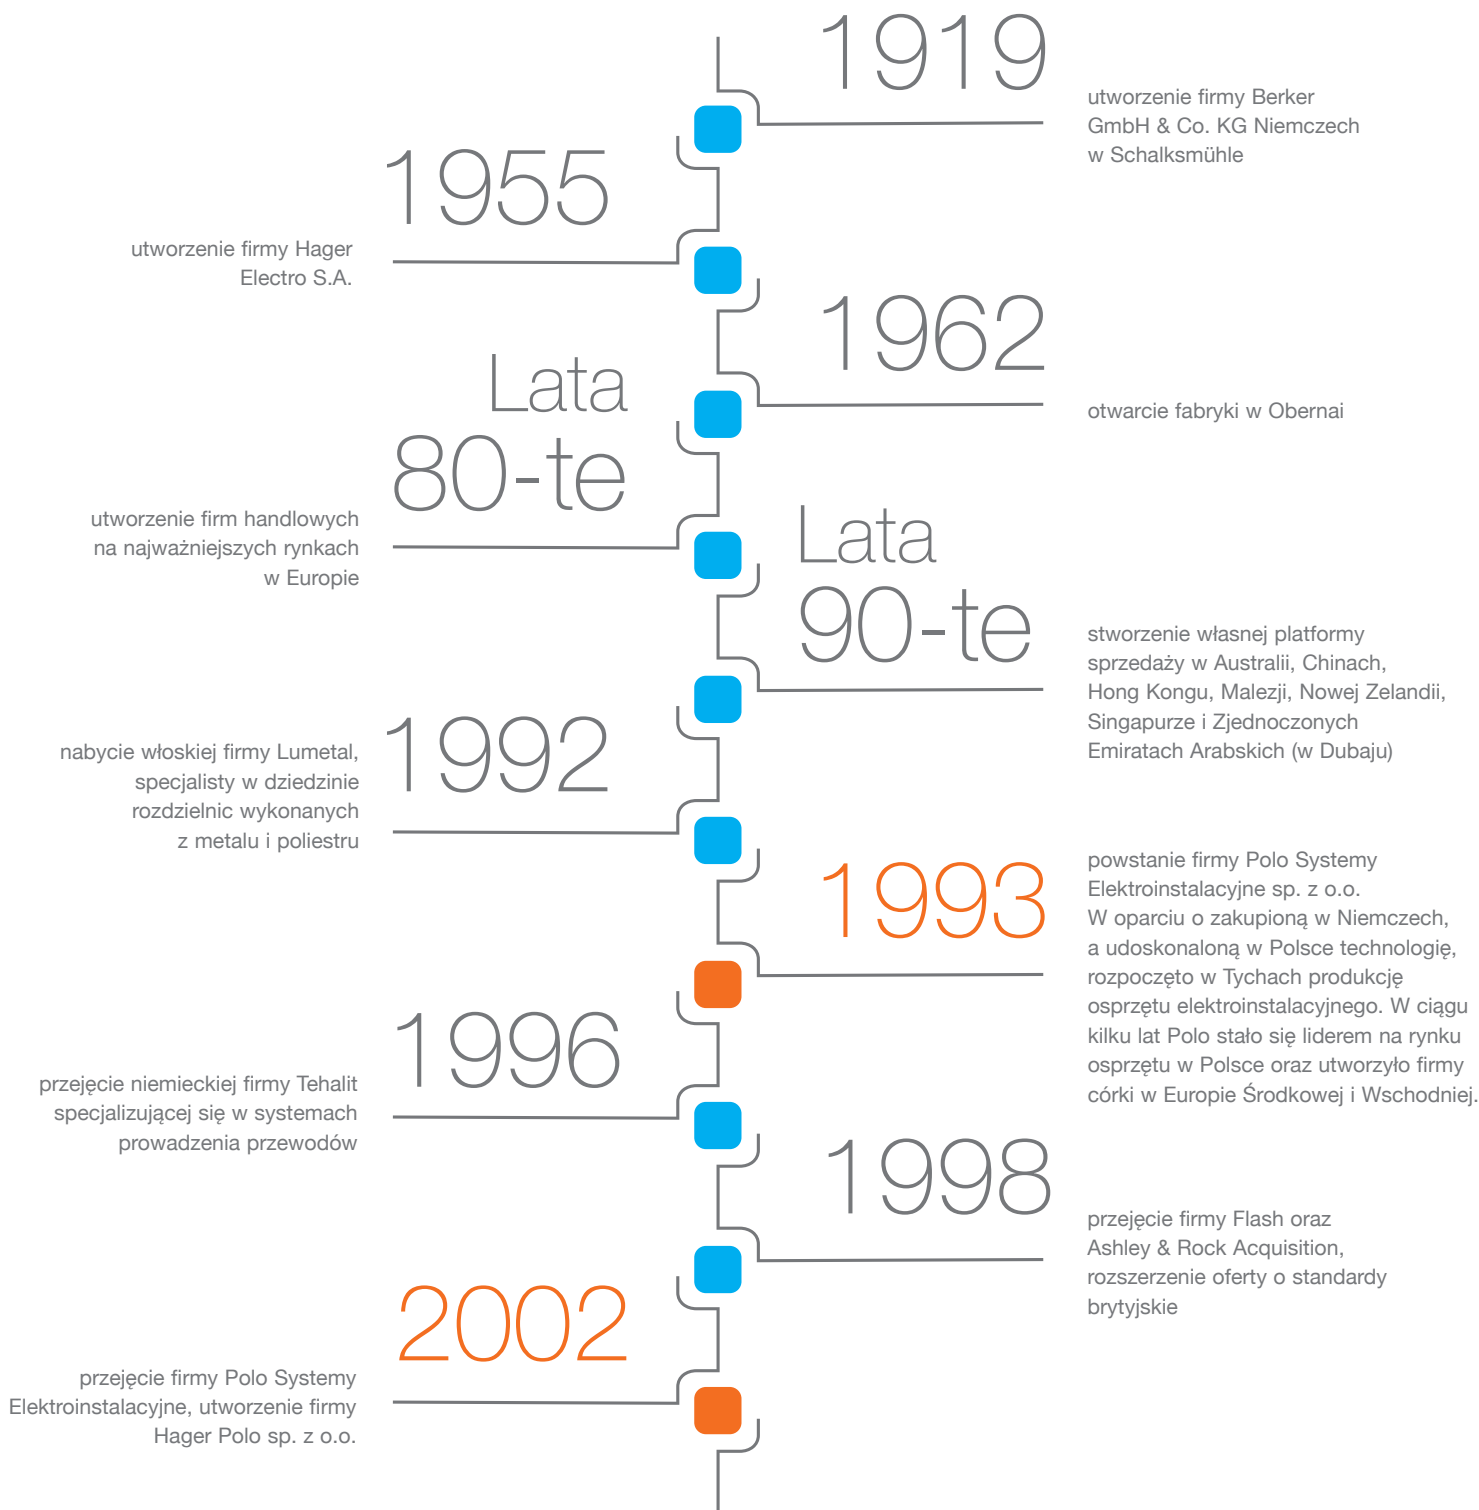 1919
utworzenie firmy Berker
GmbH & Co. KG Niemczech
w Schalksmühle
1955
utworzenie firmy Hager
Electro S.A.
1962
otwarcie fabryki w Obernai
Lata
80-te
utworzenie firm handlowych
na najważniejszych rynkach
w Europie
Lata
90-te
stworzenie własnej platformy
sprzedaży w Australii, Chinach,
Hong Kongu, Malezji, Nowej Zelandii,
Singapurze i Zjednoczonych
Emiratach Arabskich (w Dubaju)
1992
nabycie włoskiej firmy Lumetal,
specjalisty w dziedzinie
rozdzielnic wykonanych
z metalu i poliestru
1993
powstanie firmy Polo Systemy
Elektroinstalacyjne sp. z o.o.
W oparciu o zakupioną w Niemczech,
a udoskonaloną w Polsce technologię,
rozpoczęto w Tychach produkcję
osprzętu elektroinstalacyjnego. W ciągu
kilku lat Polo stało się liderem na rynku
osprzętu w Polsce oraz utworzyło firmy
córki w Europie Środkowej i Wschodniej.
1996
przejęcie niemieckiej firmy Tehalit
specjalizującej się w systemach
prowadzenia przewodów
1998
przejęcie firmy Flash oraz
Ashley & Rock Acquisition,
rozszerzenie oferty o standardy
brytyjskie
2002
przejęcie firmy Polo Systemy
Elektroinstalacyjne, utworzenie firmy
Hager Polo sp. z o.o.